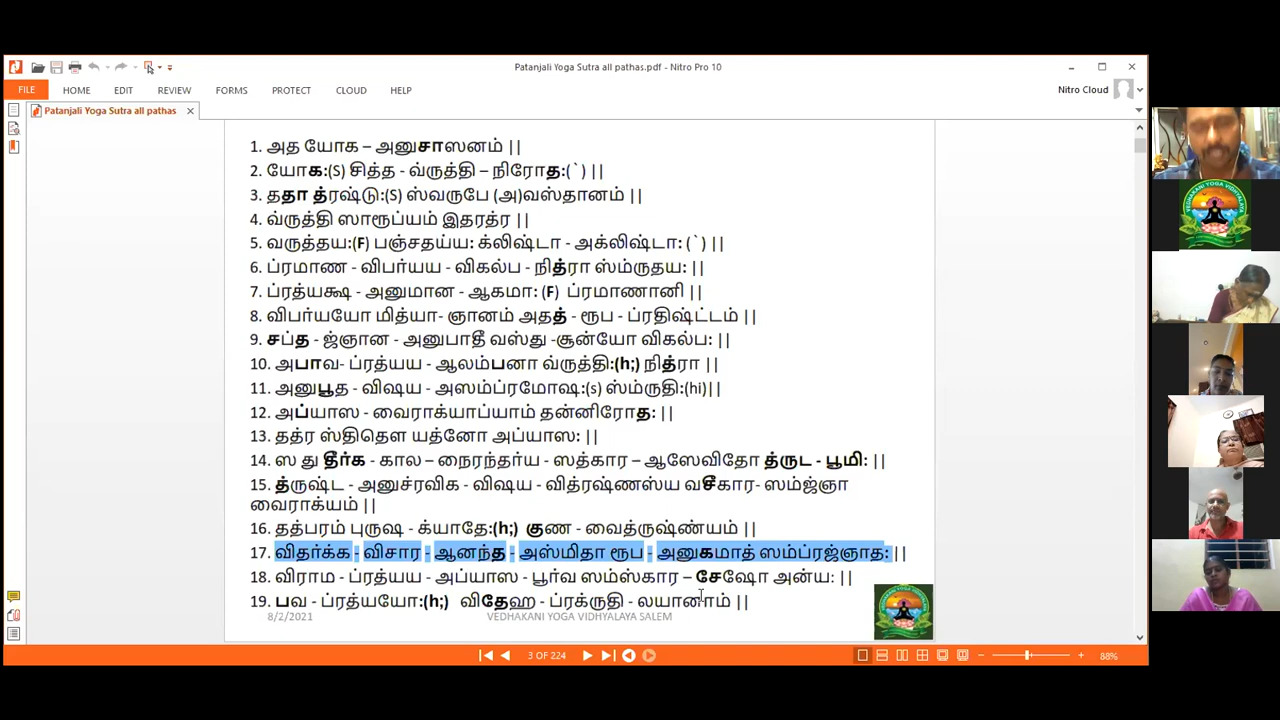 Patanjali Yoga Sutra all pathas.pdf - Nitro Pro 10
FILE HOME EDIT REVIEW FORMS PROTECT CLOUD HELP Nitro Cloud
Patanjali Yoga Sutra all pathas
1. அத யோக – அனுசாஸனம் ||
2. யோக:(S) சித்த - வ்ருத்தி – நிரோத:(`) ||
3. ததா த்ரஷ்டு:(S) ஸ்வருபே (அ)வஸ்தானம் ||
4. வ்ருத்தி ஸாரூப்யம் இதரத்ர ||
5. வருத்தய:(F) பஞ்சதய்ய: க்லிஷ்டா - அக்லிஷ்டா: (`) ||
6. ப்ரமாண - விபர்யய - விகல்ப - நித்ரா ஸ்ம்ருதய: ||
7. ப்ரத்யக்ஷ - அனுமான - ஆகமா: (F) ப்ரமாணானி ||
8. விபர்யயோ மித்யா- ஞானம் அதத் - ரூப - ப்ரதிஷ்ட்டம் ||
9. சப்த - ஜ்ஞான - அனுபாதீ வஸ்து -சூன்யோ விகல்ப: ||
10. அபாவ- ப்ரத்யய - ஆலம்பனா வ்ருத்தி:(h;) நித்ரா ||
11. அனுபூத - விஷய - அஸம்ப்ரமோஷ:(s) ஸ்ம்ருதி:(hi)||
12. அப்யாஸ - வைராக்யாப்யாம் தன்னிரோத: ||
13. தத்ர ஸ்திதௌ யத்னோ அப்யாஸ: ||
14. ஸ து தீர்க - கால – நைரந்தர்ய - ஸத்கார – ஆஸேவிதோ த்ருட - பூமி: ||
15. த்ருஷ்ட - அனுச்ரவிக - விஷய - வித்ரஷ்ணஸ்ய வசீகார- ஸம்ஜ்ஞா
வைராக்யம் ||
16. தத்பரம் புருஷ - க்யாதே:(h;) குண - வைத்ருஷ்ண்யம் ||
17. விதர்க்க - விசார - ஆனந்த - அஸ்மிதா ரூப - அனுகமாத் ஸம்ப்ரஜ்ஞாத: ||
18. விராம - ப்ரத்யய - அப்யாஸ - பூர்வ ஸம்ஸ்கார – சேஷோ அன்ய: ||
19. பவ - ப்ரத்யயோ:(h;) விதேஹ - ப்ரக்ருதி - லயானாம் ||
8/2/2021 VEDHAKANI YOGA VIDHYALAYA SALEM
3 OF 224 88%